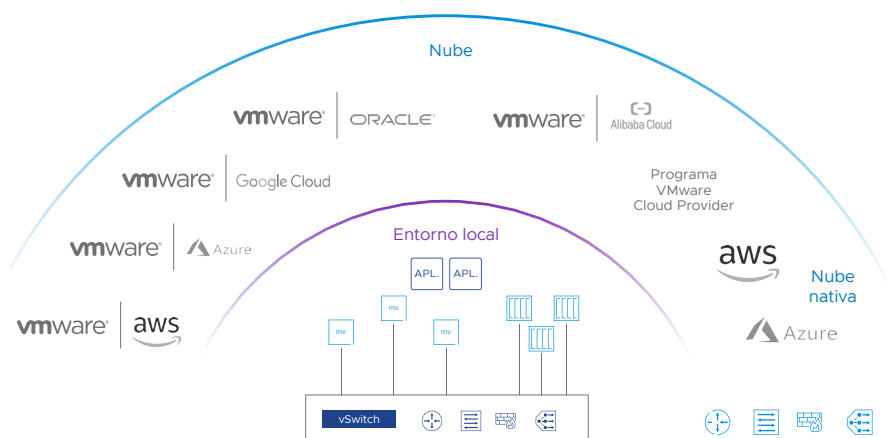 Nube
vmware® | ORACLE®
vmware® | Alibaba Cloud
vmware® | Google Cloud
Programa
VMware
Cloud Provider
Entorno local
vmware® | Azure
aws
APL. APL.
Nube
nativa
mv
vmware® | aws
mv mv
Azure
vSwitch